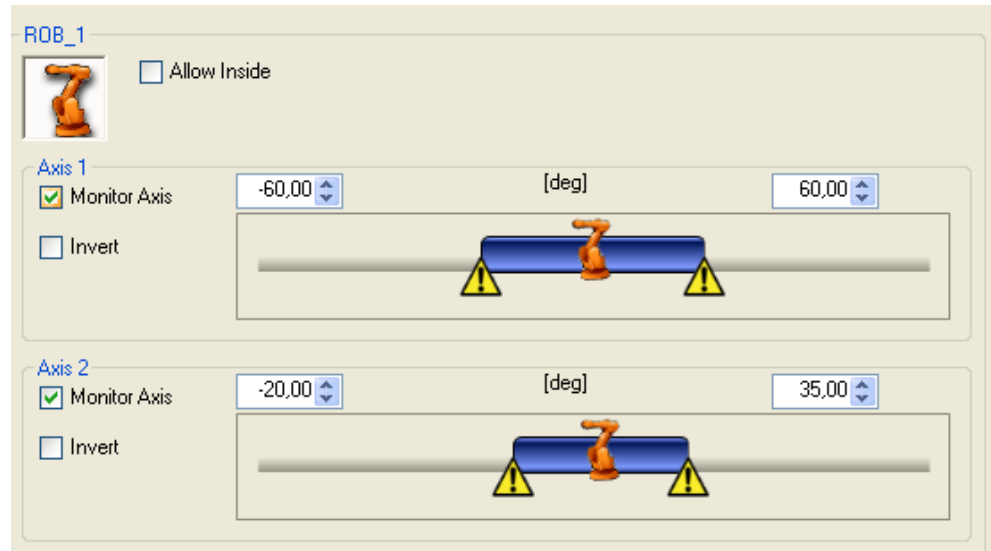 ROB_1
Allow Inside
Axis 1
Monitor Axis -60,00 [deg] 60,00
Invert
Axis 2
Monitor Axis -20,00 [deg] 35,00
Invert